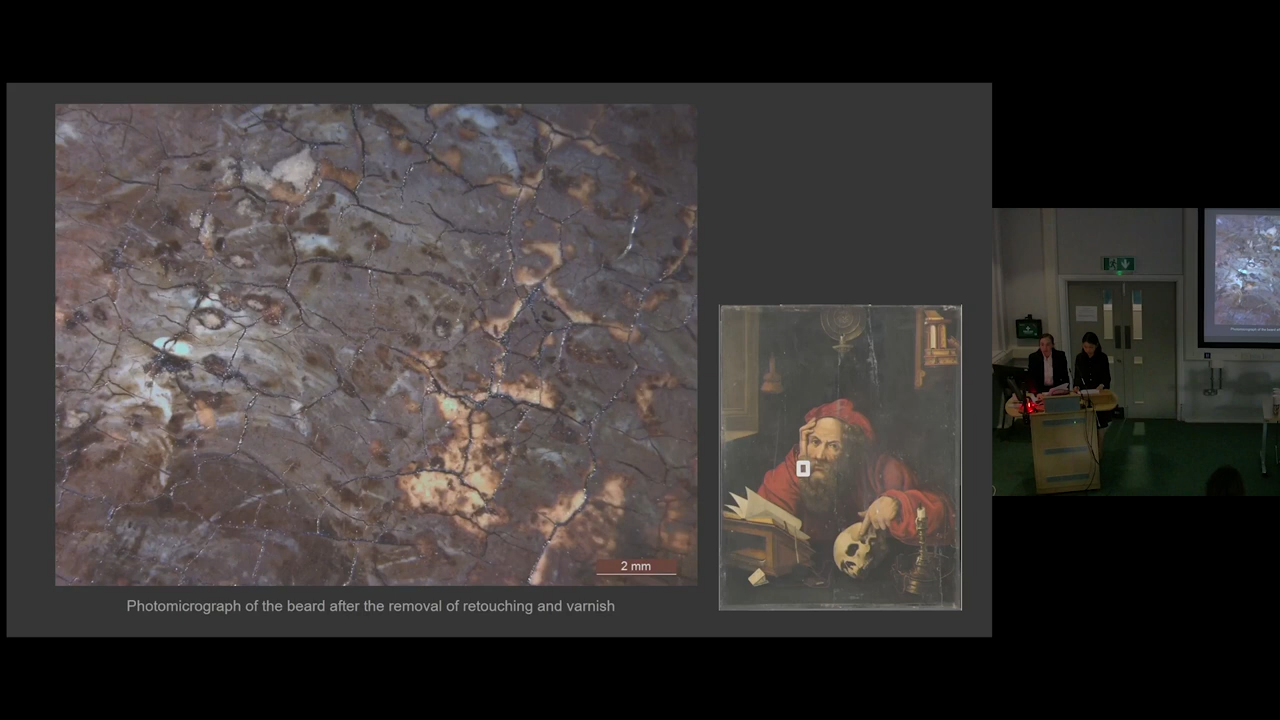 2 mm
Photomicrograph of the beard after the removal of retouching and varnish